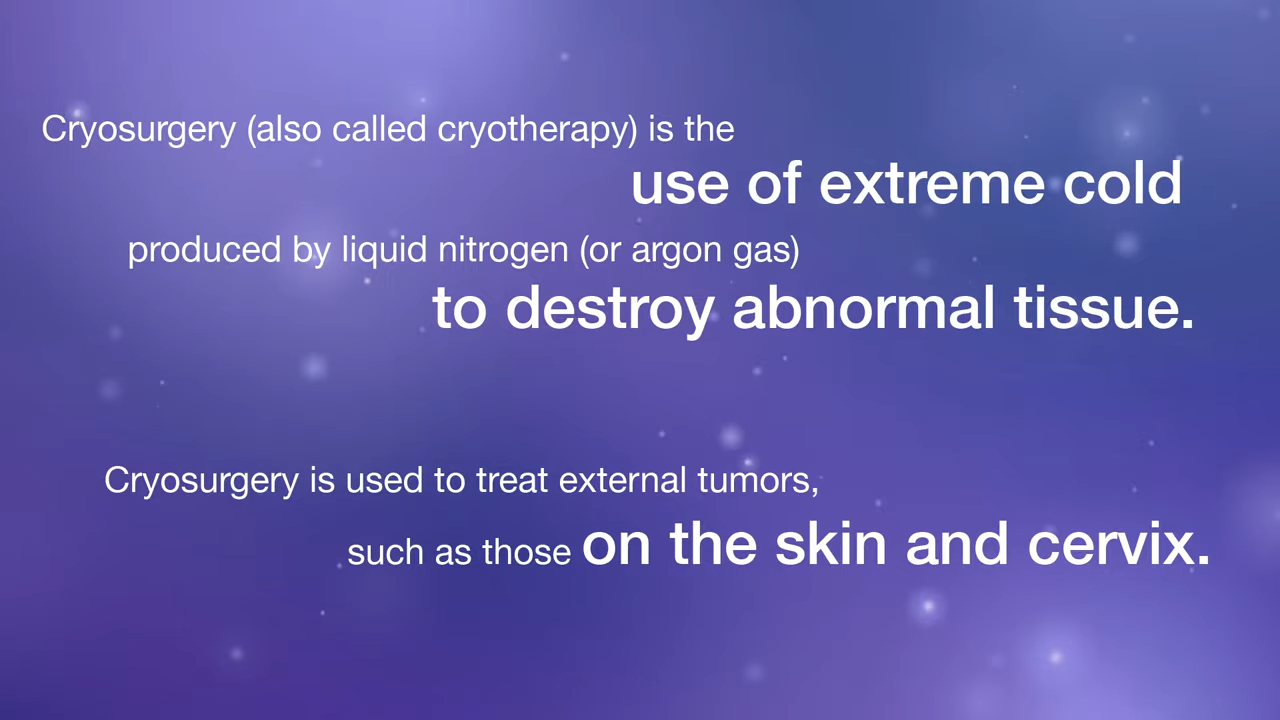 Cryosurgery (also called cryotherapy) is the
use of extreme cold
produced by liquid nitrogen (or argon gas)
to destroy abnormal tissue.
Cryosurgery is used to treat external tumors,
such as those on the skin and cervix.